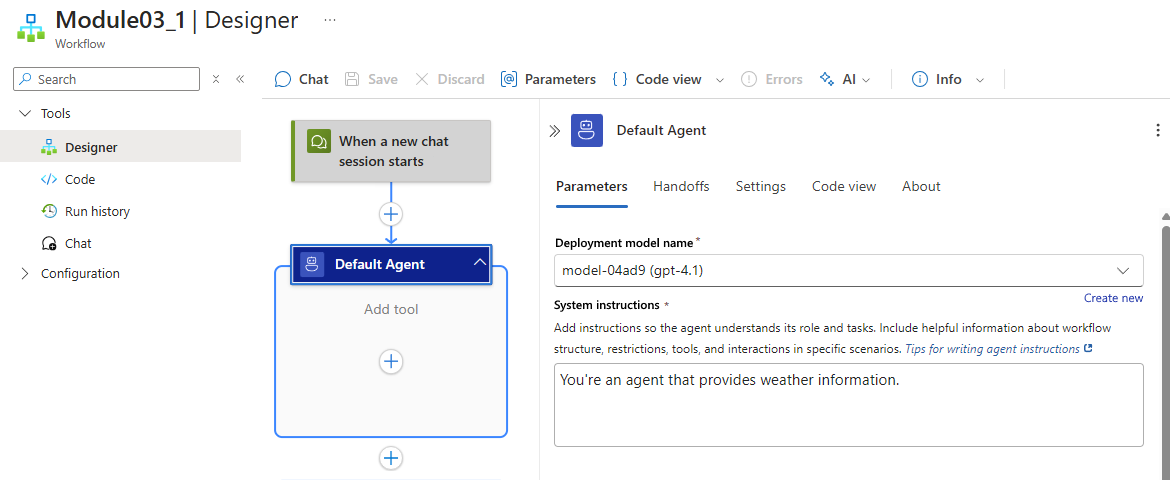 Module03_1 | Designer ...
Workflow
Search
Chat Save Discard Parameters Code view Errors AI Info
Tools
Designer
Code
Run history
Chat
Configuration
When a new chat
session starts
Default Agent
Add tool
Default Agent
Parameters Handoffs Settings Code view About
Deployment model name *
model-04ad9 (gpt-4.1)
Create new
System instructions *
Add instructions so the agent understands its role and tasks. Include helpful information about workflow
structure, restrictions, tools, and interactions in specific scenarios. Tips for writing agent instructions
You're an agent that provides weather information.